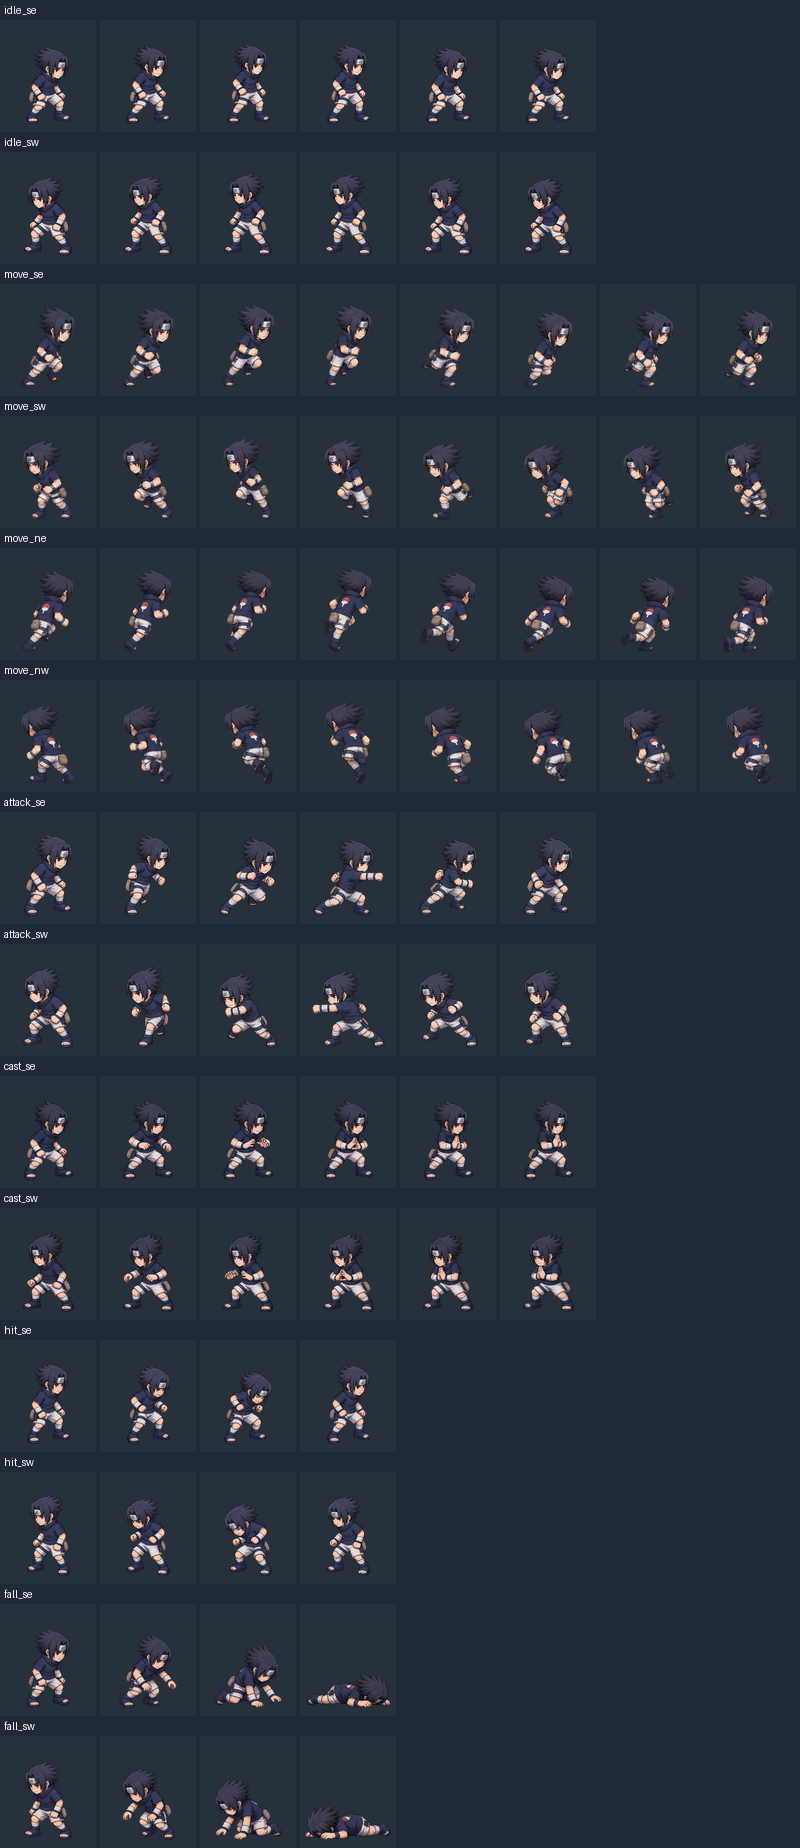 idle_se
idle_sw
move_se
move_sw
move_ne
move_nw
attack_se
attack_sw
cast_se
cast_sw
hit_se
hit_sw
fall_se
fall_sw